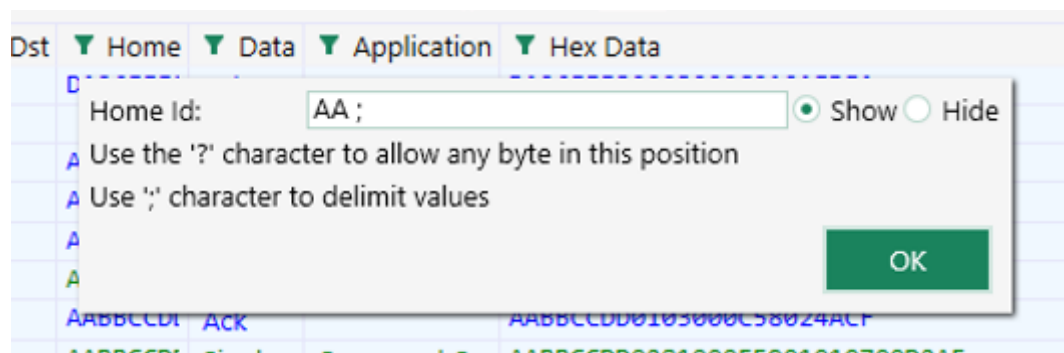 Dst Home Data Application Hex Data
Home Id: AA ; Show Hide
Use the '?' character to allow any byte in this position
Use ';' character to delimit values
OK
AABBCCDI Ack AABBCCDD0103000C58024ACF